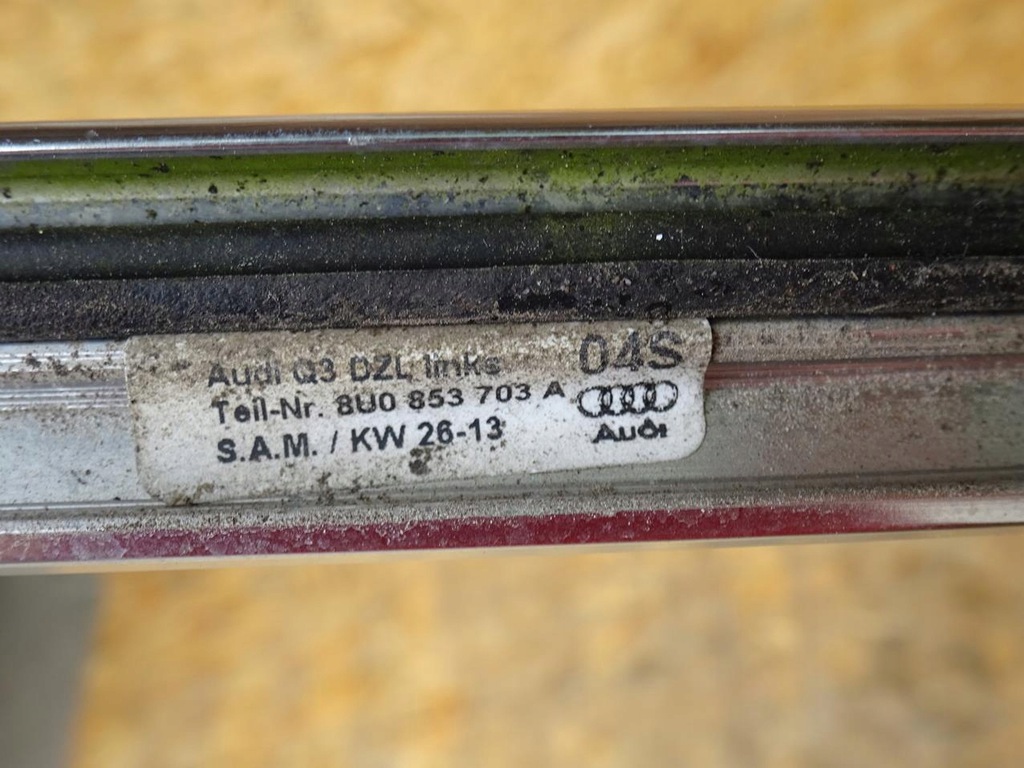 Audi Q3 DZL links
04S
Teil-Nr. 8U0 853 703 A
S.A.M. / KW 26-13
Audi